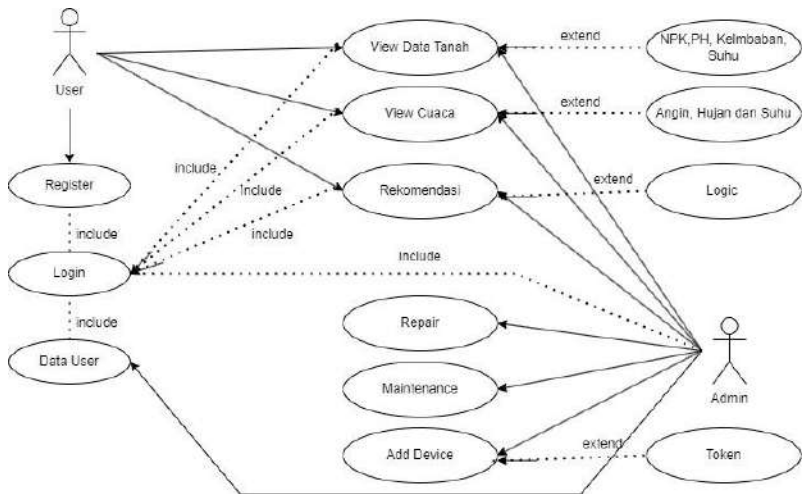 View Data Tanah
extend
NPK,PH, Kelmbaban,
Suhu
User
View Cuaca
extend
Angin, Hujan dan Suhu
include
Register
include
Rekomendasi
extend
Logic
include
include
include
Login
include
Repair
Data User
Maintenance
Admin
Add Device
extend
Token